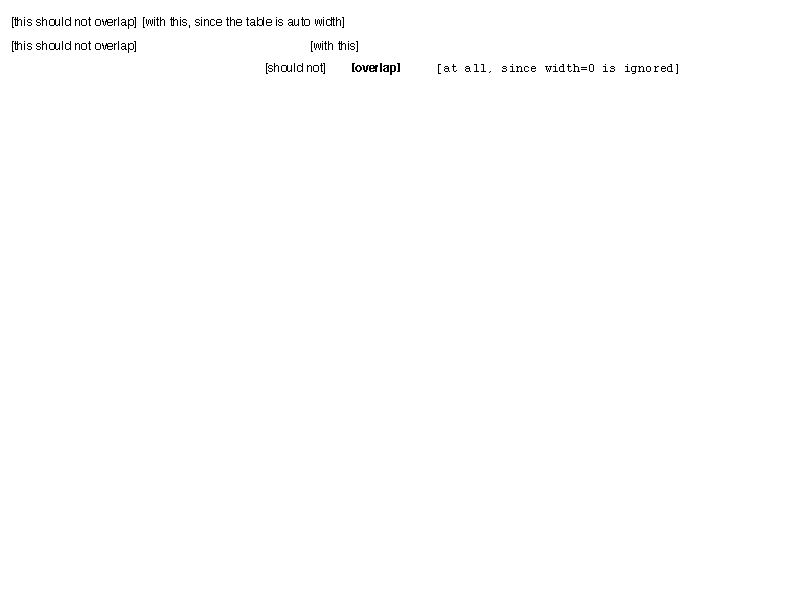 [this should not overlap] [with this, since the table is auto width]
[this should not overlap] [with this]
[should not] [overlap] [at all, since width=0 is ignored]